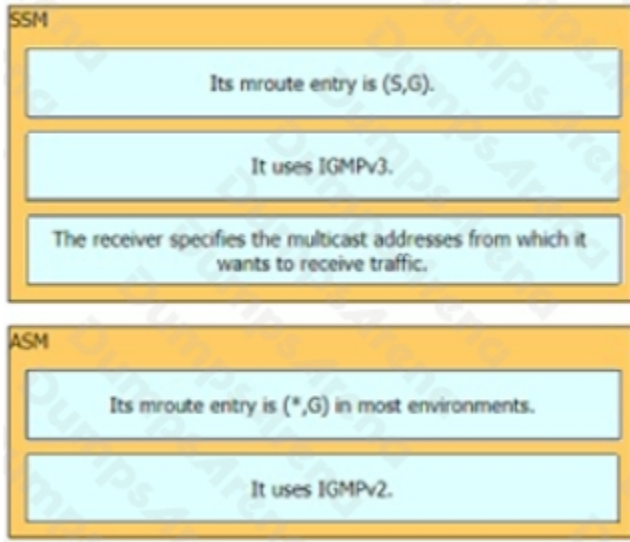 SSM
Its mroute entry is (S,G).
It uses IGMPv3.
The receiver specifies the multicast addresses from which it
wants to receive traffic.
ASM
Its mroute entry is (*,G) in most environments.
It uses IGMPv2.
DumpsArena